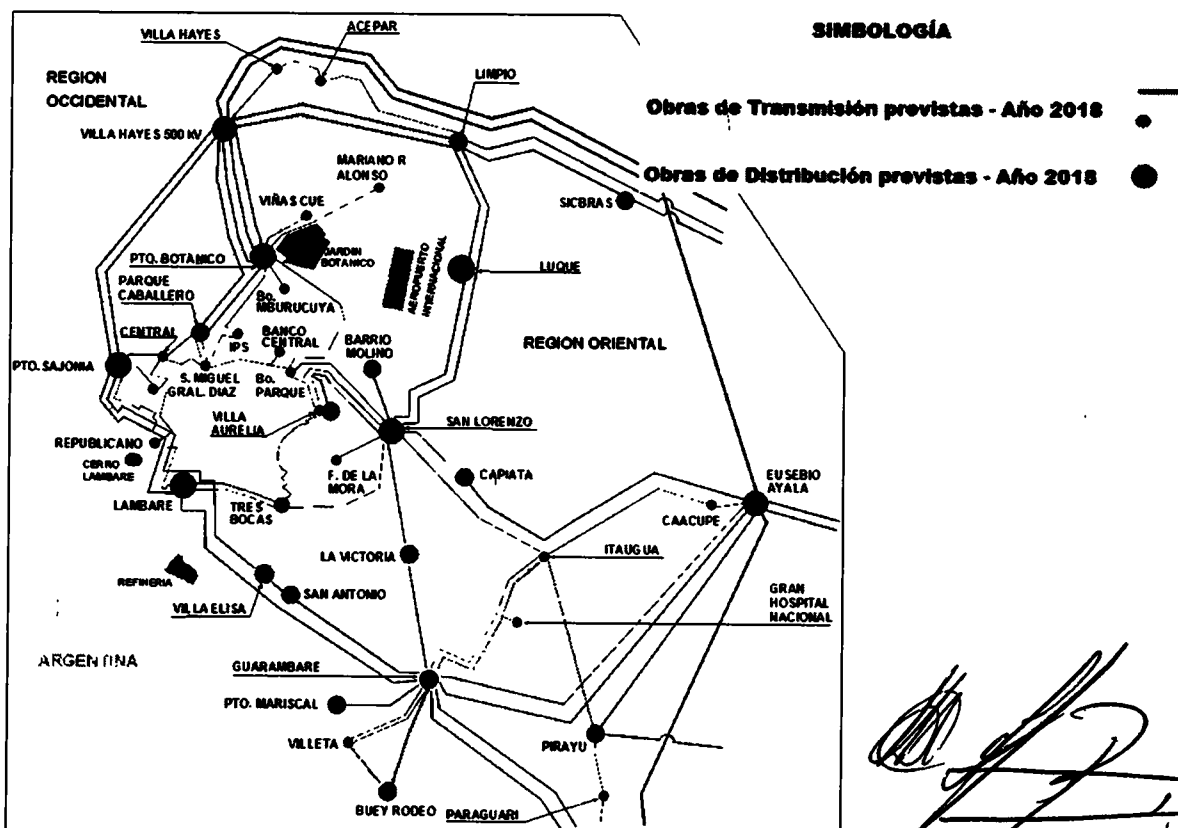 SIMBOLOGÍA
Obras de Transmisión previstas - Año 2018
Obras de Distribución previstas - Año 2018
VILLA HAYES
ACEPAR
REGION
OCCIDENTAL
LIMPIO
VILLA HAYES 500 KV
MARIANO R
ALONSO
VIÑAS CUE
SICBRAS
JARDIN
BOTANICO
PTO. BOTANICO
AEROPUERTO
INTERNACIONAL
LUQUE
PARQUE
CABALLERO
Bo.
MBURUCUYA
CENTRAL
IPS
BANCO
CENTRAL
BARRIO
MOLINO
REGION ORIENTAL
PTO. SAJONIA
S. MIGUEL
GRAL. DIAZ
Bo.
PARQUE
VILLA
AURELIA
SAN LORENZO
REPUBLICANO
CERRO
LAMBARE
F. DE LA
MORA
CAPIATA
EUSEBIO
AYALA
LAMBARE
TRES
BOCAS
CAACUPE
LA VICTORIA
ITAUGUA
REFINERIA
VILLA ELISA
SAN ANTONIO
GRAN
HOSPITAL
NACIONAL
ARGENTINA
GUARAMBARE
PTO. MARISCAL
VILLETA
PIRAYU
BUEY RODEO
PARAGUARI